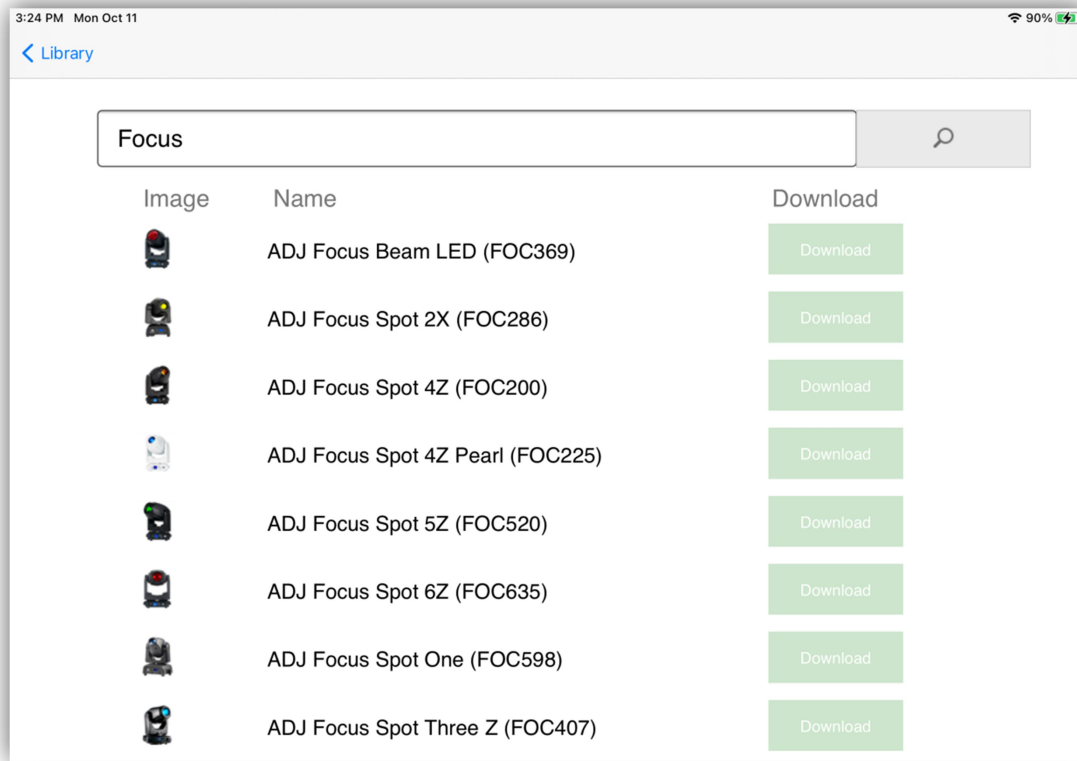 3:24 PM Mon Oct 11 90%
Library
Focus
Image Name Download
ADJ Focus Beam LED (FOC369) Download
ADJ Focus Spot 2X (FOC286) Download
ADJ Focus Spot 4Z (FOC200) Download
ADJ Focus Spot 4Z Pearl (FOC225) Download
ADJ Focus Spot 5Z (FOC520) Download
ADJ Focus Spot 6Z (FOC635) Download
ADJ Focus Spot One (FOC598) Download
ADJ Focus Spot Three Z (FOC407) Download